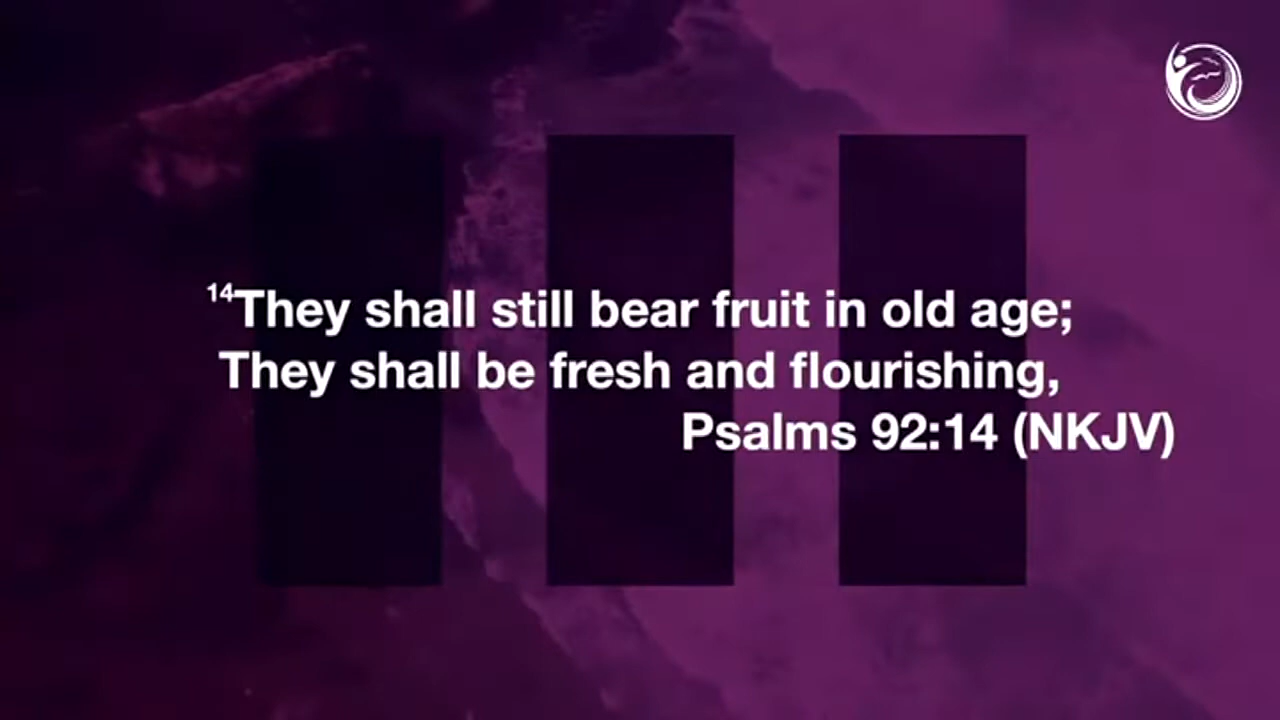 14They shall still bear fruit in old age;
They shall be fresh and flourishing,
Psalms 92:14 (NKJV)